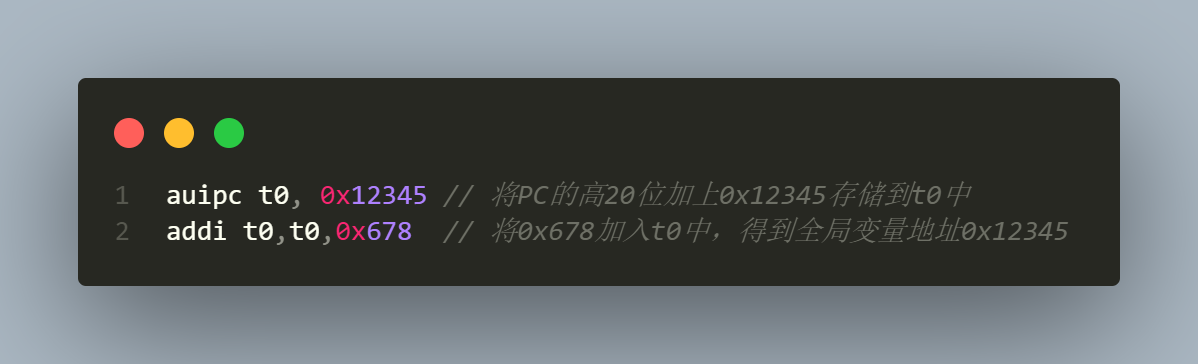 1 auipc t0, 0x12345 // 将PC的高20位加上0x12345存储到t0中
2 addi t0,t0,0x678 // 将0x678加入t0中，得到全局变量地址0x12345